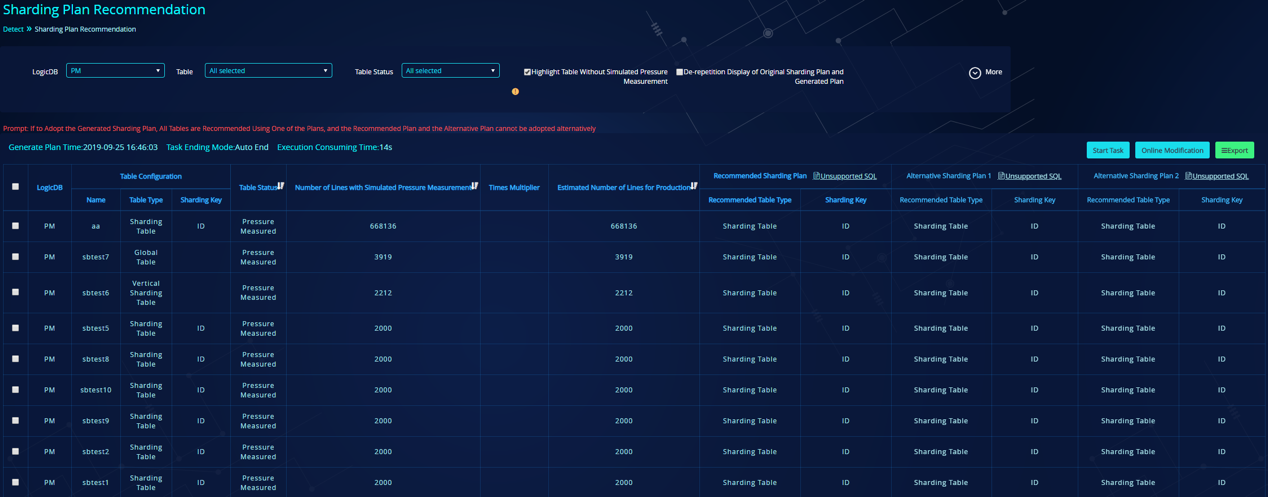 Sharding Plan Recommendation
Detect » Sharding Plan Recommendation
LogicDB PM Table All selected Table Status All selected Highlight Table Without Simulated Pressure Measurement De-repetition Display of Original Sharding Plan and Generated Plan More
Prompt: If to Adopt the Generated Sharding Plan, All Tables are Recommended Using One of the Plans, and the Recommended Plan and the Alternative Plan cannot be adopted alternatively
Generate Plan Time:2019-09-25 16:46:03 Task Ending Mode:Auto End Execution Consuming Time:14s
Start Task Online Modification Export
LogicDB Table Configuration Table Status Number of Lines with Simulated Pressure Measurement Times Multiplier Estimated Number of Lines for Production Recommended Sharding Plan Unsupported SQL Alternative Sharding Plan 1 Unsupported SQL Alternative Sharding Plan 2 Unsupported SQL
Name Table Type Sharding Key Recommended Table Type Sharding Key Recommended Table Type Sharding Key Recommended Table Type Sharding Key
PM aa Sharding Table ID Pressure Measured 668136 668136 Sharding Table ID Sharding Table ID Sharding Table ID
PM sbtest7 Global Table Pressure Measured 3919 3919 Sharding Table ID Sharding Table ID Sharding Table ID
PM sbtest6 Vertical Sharding Table Pressure Measured 2212 2212 Sharding Table ID Sharding Table ID Sharding Table ID
PM sbtest5 Sharding Table ID Pressure Measured 2000 2000 Sharding Table ID Sharding Table ID Sharding Table ID
PM sbtest8 Sharding Table ID Pressure Measured 2000 2000 Sharding Table ID Sharding Table ID Sharding Table ID
PM sbtest10 Sharding Table ID Pressure Measured 2000 2000 Sharding Table ID Sharding Table ID Sharding Table ID
PM sbtest9 Sharding Table ID Pressure Measured 2000 2000 Sharding Table ID Sharding Table ID Sharding Table ID
PM sbtest2 Sharding Table ID Pressure Measured 2000 2000 Sharding Table ID Sharding Table ID Sharding Table ID
PM sbtest1 Sharding Table ID Pressure Measured 2000 2000 Sharding Table ID Sharding Table ID Sharding Table ID